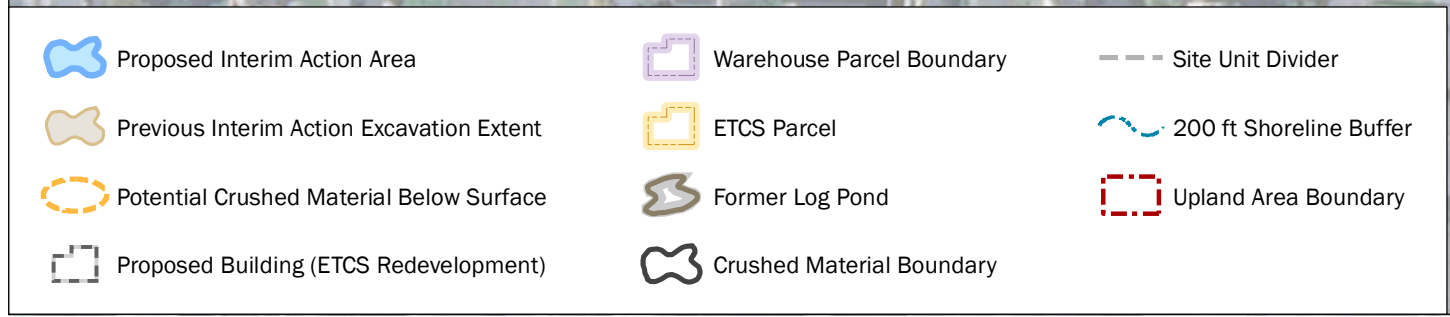 Proposed Interim Action Area
Previous Interim Action Excavation Extent
Potential Crushed Material Below Surface
Proposed Building (ETCS Redevelopment)
Warehouse Parcel Boundary
ETCS Parcel
Former Log Pond
Crushed Material Boundary
Site Unit Divider
200 ft Shoreline Buffer
Upland Area Boundary